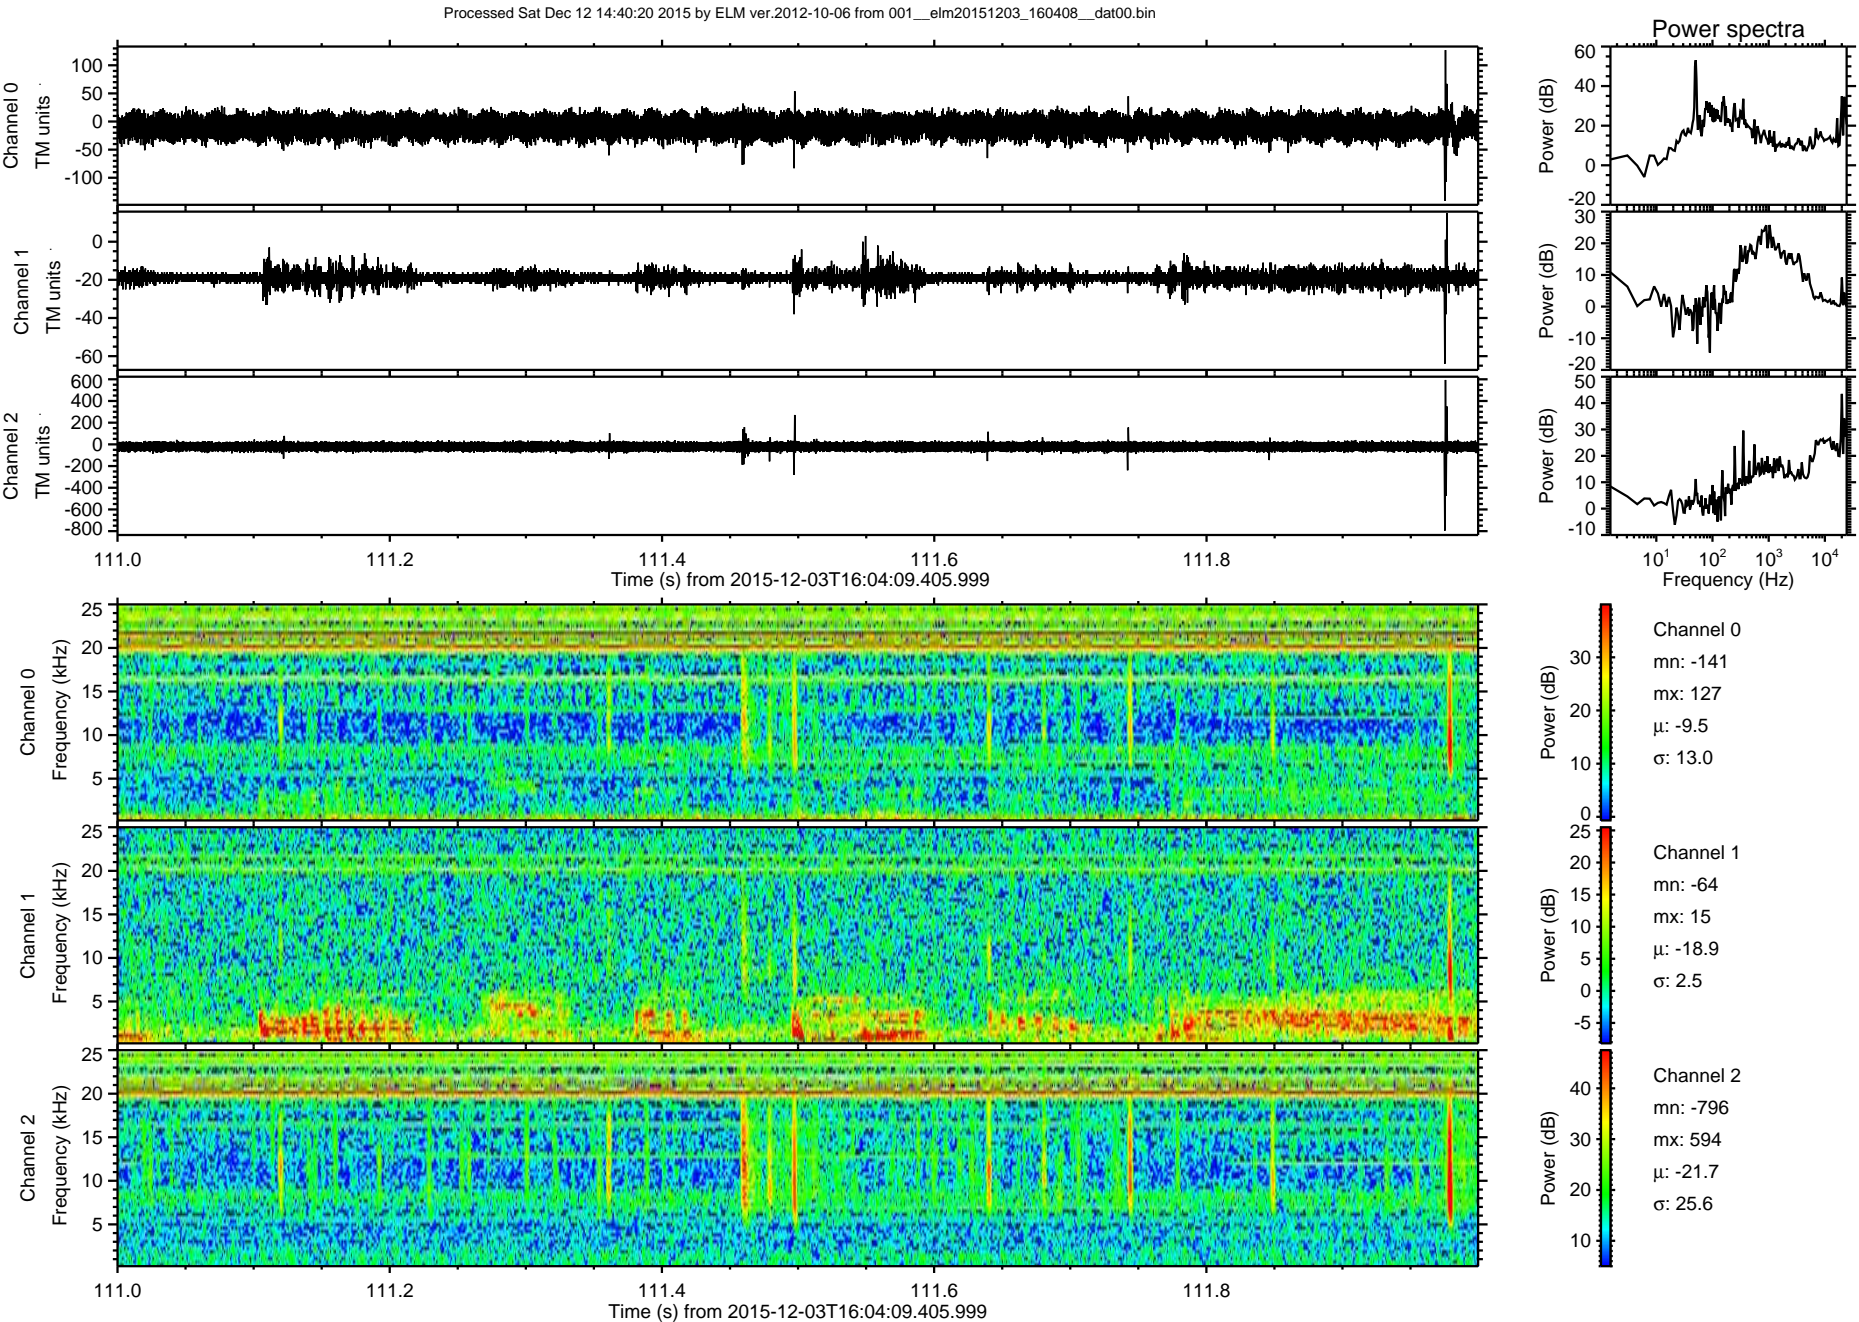 Processed Sat Dec 12 14:40:20 2015 by ELM ver.2012-10-06 from 001__elm20151203_160408__dat00.bin
Power spectra
Channel 0
TM units
100
50
0
-50
-100
Power (dB)
60
40
20
0
-20
Channel 1
TM units
0
-20
-40
-60
Power (dB)
30
20
10
0
-10
-20
Channel 2
TM units
600
400
200
0
-200
-400
-600
-800
Power (dB)
50
40
30
20
10
0
-10
111.0 111.2 111.4 111.6 111.8
Time (s) from 2015-12-03T16:04:09.405.999
10^1 10^2 10^3 10^4
Frequency (Hz)
Channel 0
Frequency (kHz)
25
20
15
10
5
Power (dB)
30
20
10
0
Channel 0
mn: -141
mx: 127
μ: -9.5
σ: 13.0
Channel 1
Frequency (kHz)
25
20
15
10
5
Power (dB)
25
20
15
10
5
0
-5
Channel 1
mn: -64
mx: 15
μ: -18.9
σ: 2.5
Channel 2
Frequency (kHz)
25
20
15
10
5
Power (dB)
40
30
20
10
Channel 2
mn: -796
mx: 594
μ: -21.7
σ: 25.6
111.0 111.2 111.4 111.6 111.8
Time (s) from 2015-12-03T16:04:09.405.999